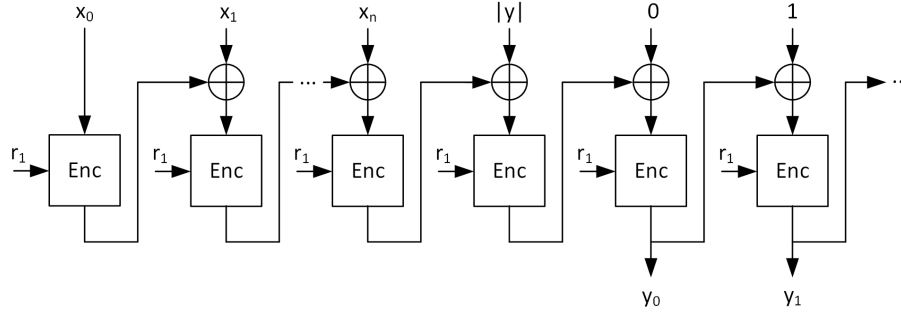 x₀ x₁ xₙ |y| 0 1
... ..
r₁ Enc r₁ Enc r₁ Enc r₁ Enc r₁ Enc r₁ Enc
y₀ y₁